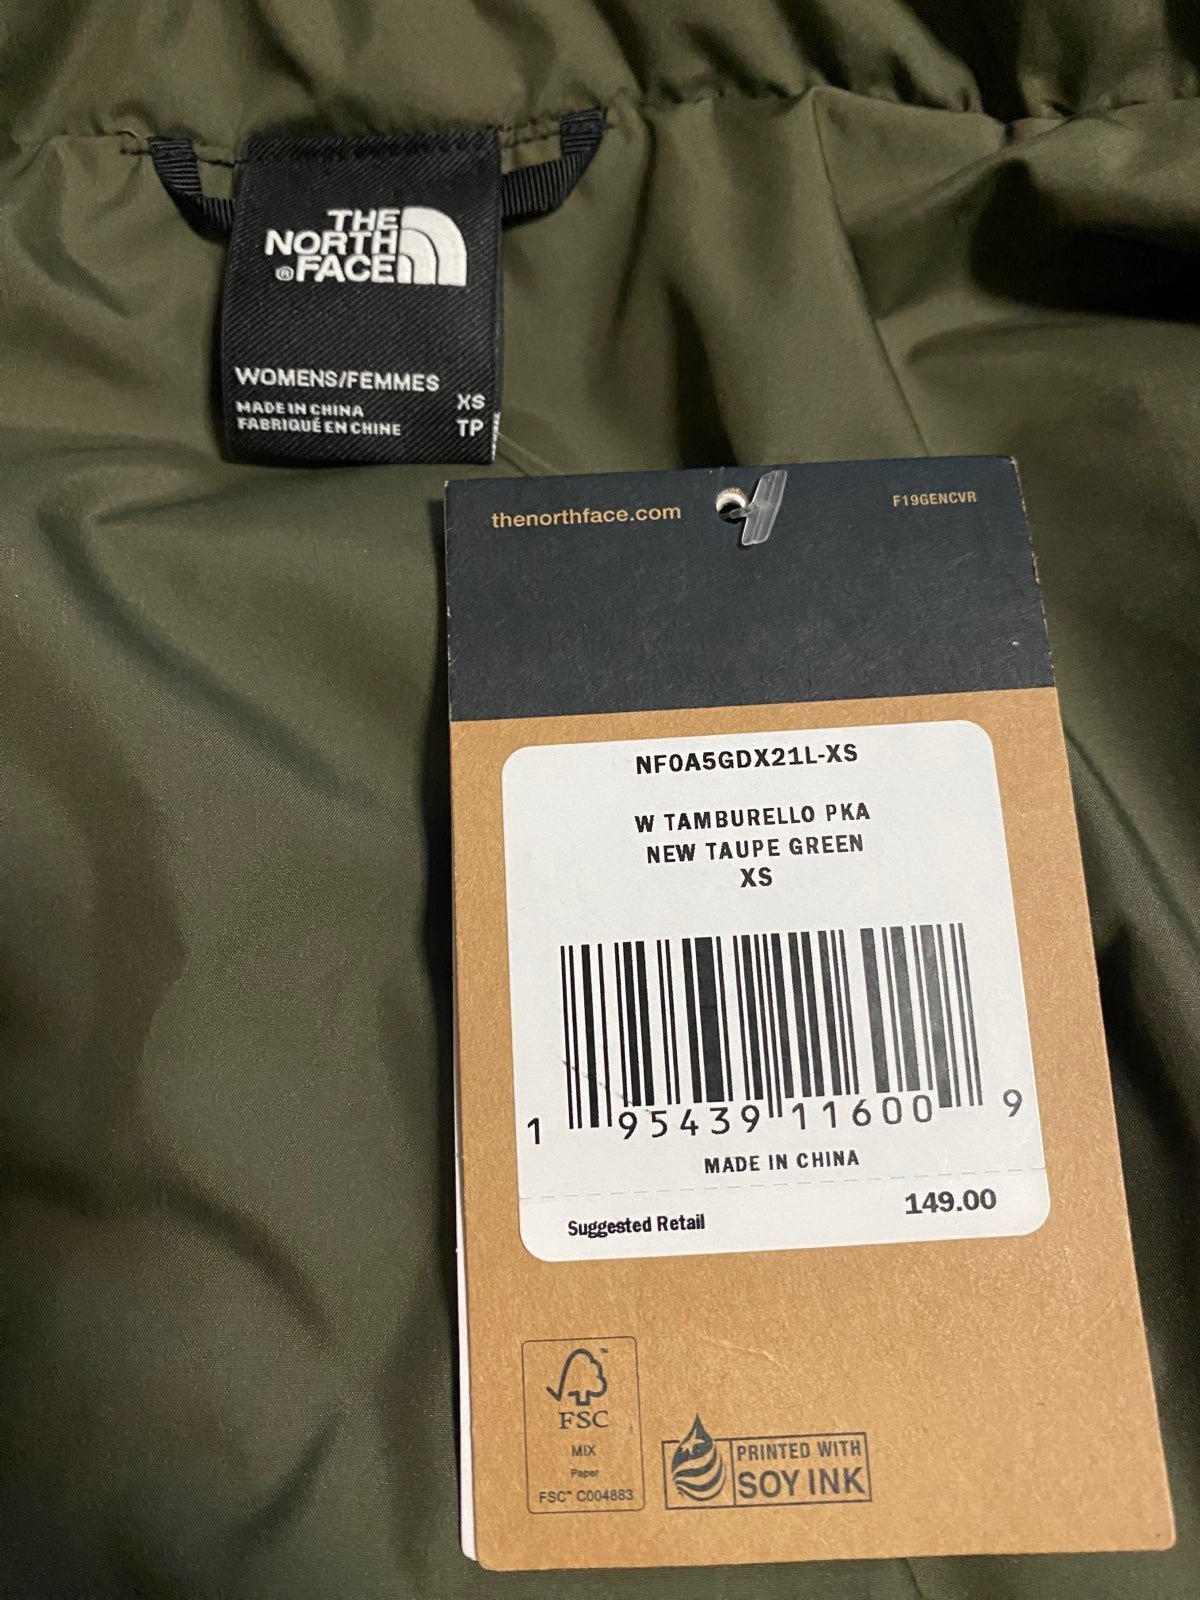 THE
NORTH
®FACE
WOMENS/FEMMES
XS
MADE IN CHINA
FABRIQUÉ EN CHINE
TP
thenorthface.com
F19GENCVR
NF0A5GDX21L-XS
W TAMBURELLO PKA
NEW TAUPE GREEN
XS
1 95439 11600 9
MADE IN CHINA
Suggested Retail
149.00
FSC
MIX
Paper
FSC™ C004883
PRINTED WITH
SOY INK